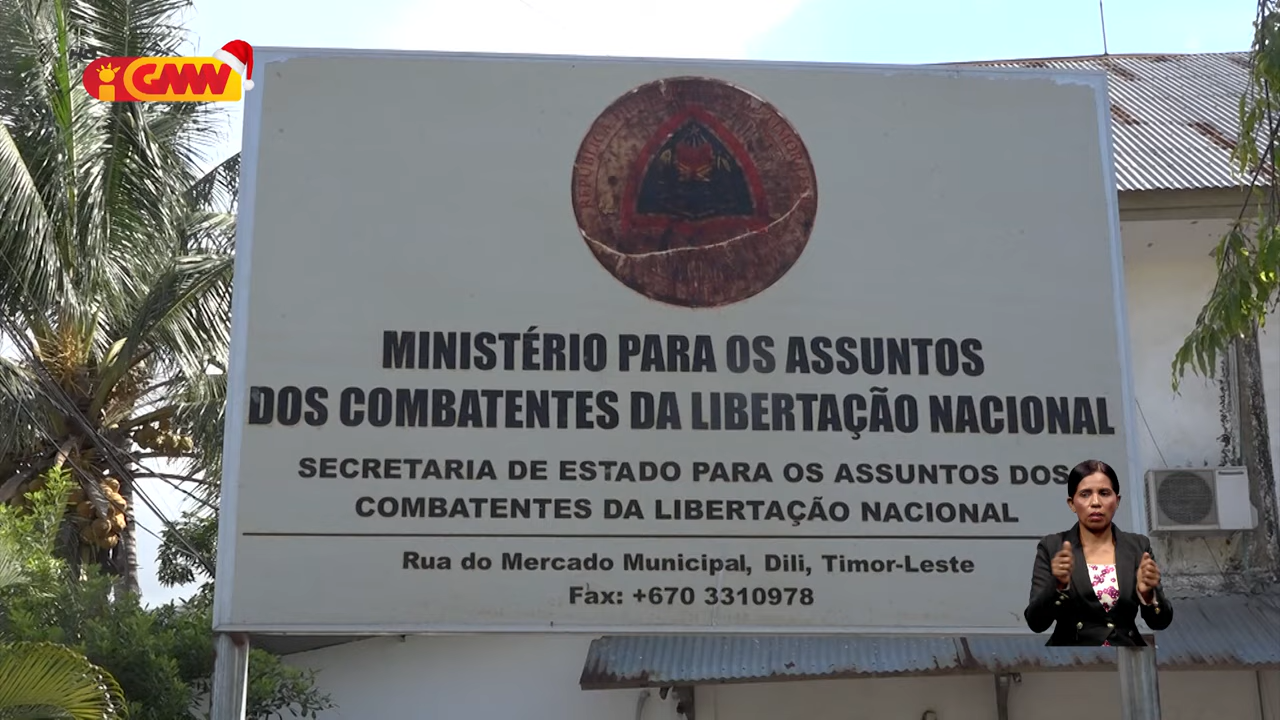 GMN
MINISTÉRIO PARA OS ASSUNTOS
DOS COMBATENTES DA LIBERTAÇÃO NACIONAL
SECRETARIA DE ESTADO PARA OS ASSUNTOS DOS
COMBATENTES DA LIBERTAÇÃO NACIONAL
Rua do Mercado Municipal, Dili, Timor-Leste
Fax: +670 3310978